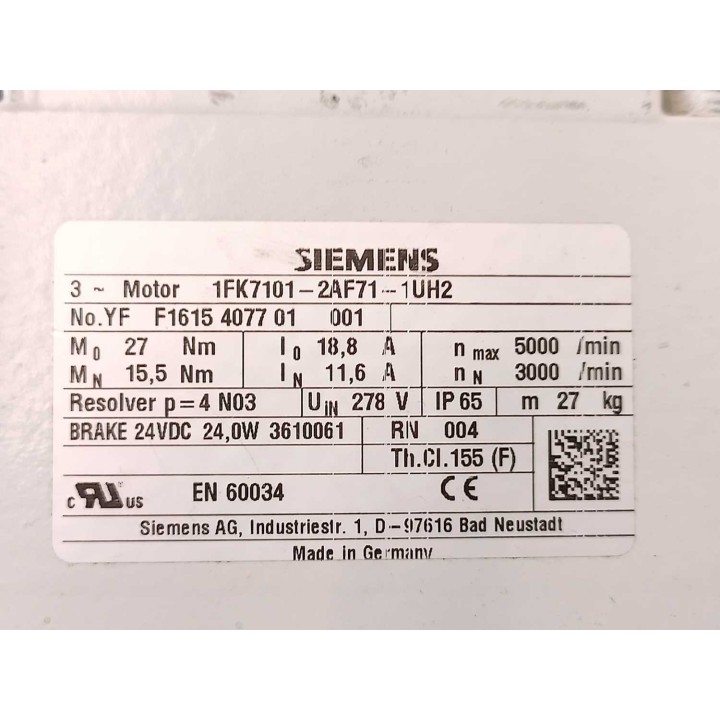 SIEMENS
3 ~ Motor 1FK7101-2AF71-1UH2
No.YF F1615 4077 01 001
M0 27 Nm I0 18,8 A n max 5000 /min
MN 15,5 Nm IN 11,6 A n N 3000 /min
Resolver p=4 N03 UIN 278 V IP 65 m 27 kg
BRAKE 24VDC 24,0W 3610061 RN 004
Th.Cl.155 (F)
c RU US EN 60034 CE
Siemens AG, Industriestr. 1, D-97616 Bad Neustadt
Made in Germany